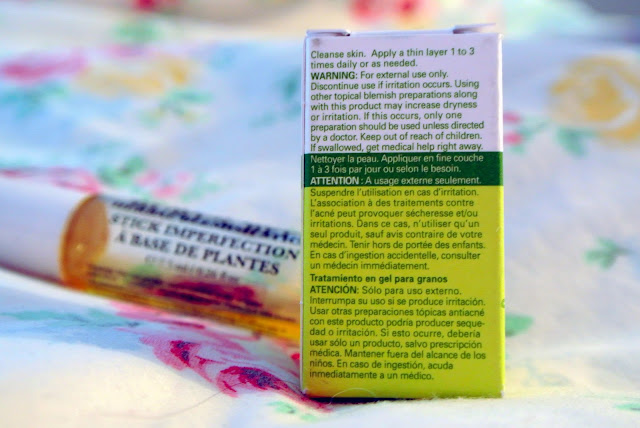 Cleanse skin. Apply a thin layer 1 to 3
times daily or as needed.
WARNING: For external use only.
Discontinue use if irritation occurs. Using
other topical blemish preparations along
with this product may increase dryness
or irritation. If this occurs, only one
preparation should be used unless directed
by a doctor. Keep out of reach of children.
If swallowed, get medical help right away.
Nettoyer la peau. Appliquer en fine couche
1 à 3 fois par jour ou selon le besoin.
ATTENTION : A usage externe seulement.
Suspendre l'utilisation en cas d'irritation.
L'association à des traitements contre
l'acné peut provoquer sécheresse et/ou
irritations. Dans ce cas, n'utiliser qu'un
seul produit, sauf avis contraire de votre
médecin. Tenir hors de portée des enfants.
En cas d'ingestion accidentelle, consulter
un médecin immédiatement.
Tratamiento en gel para granos
ATENCIÓN: Sólo para uso externo.
Interrumpa su uso si se produce irritación.
Usar otras preparaciones tópicas antiacné
con este producto podría producir seque-
dad o irritación. Si esto ocurre, debería
usar sólo un producto, salvo prescripción
médica. Mantener fuera del alcance de los
niños. En caso de ingestión, acuda
inmediatamente a un médico.
STICK IMPERFECTION
À BASE DE PLANTES